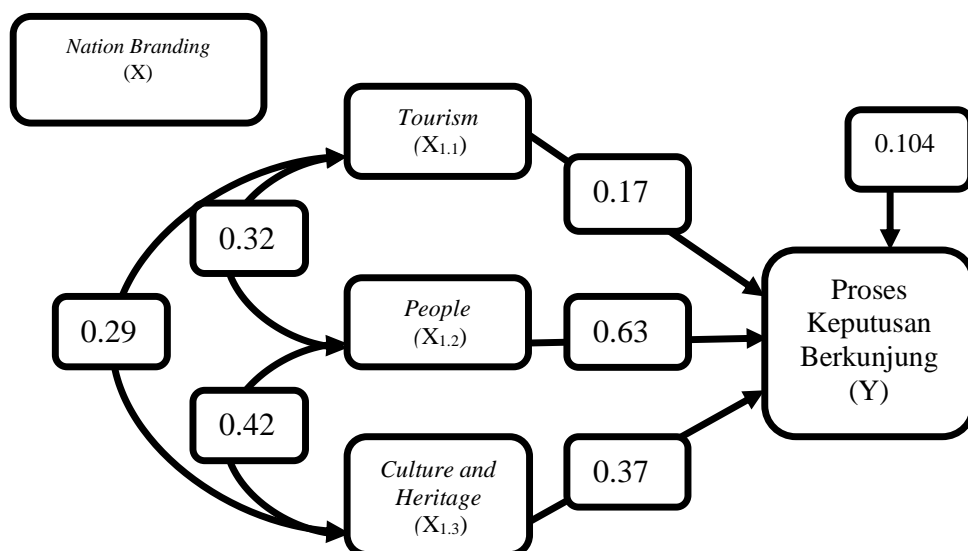 Nation Branding
(X)
Tourism
(X1.1)
0.104
0.17
0.32
Proses
Keputusan
Berkunjung
(Y)
People
(X1.2)
0.63
0.29
0.42
Culture and
Heritage
(X1.3)
0.37